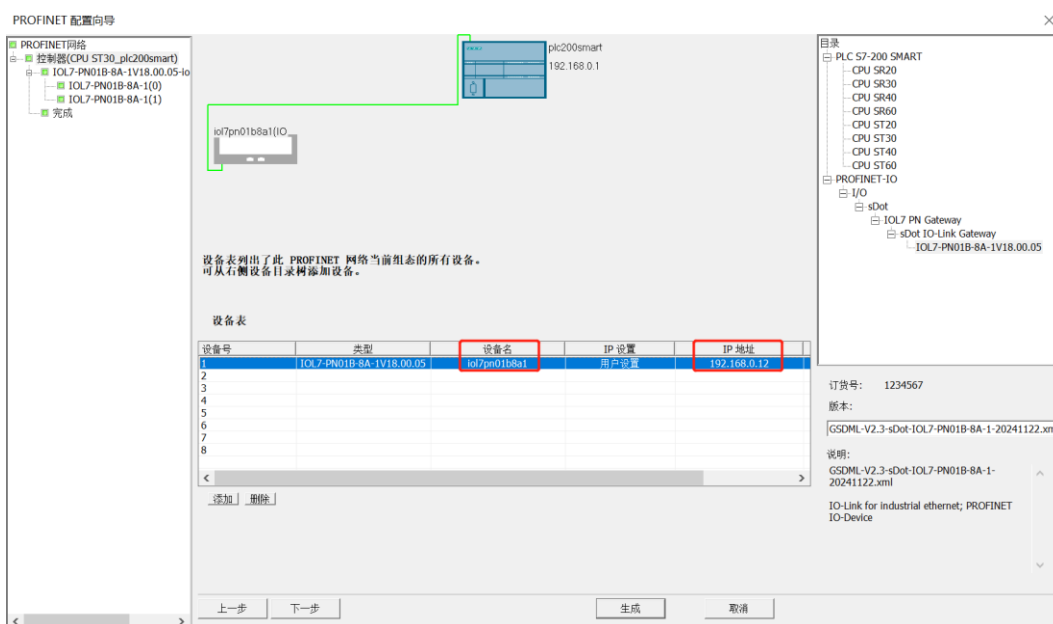 PROFINET 配置向导
PROFINET网络
控制器(CPU ST30_plc200smart)
IOL7-PN01B-8A-1V18.00.05-io
IOL7-PN01B-8A-1(0)
IOL7-PN01B-8A-1(1)
完成
plc200smart
192.168.0.1
iol7pn01b8a1(IO_
设备表列出了此 PROFINET 网络当前组态的所有设备。
可从右侧设备目录树添加设备。
设备表
设备号 类型 设备名 IP 设置 IP 地址
1 IOL7-PN01B-8A-1V18.00.05 iol7pn01b8a1 用户设置 192.168.0.12
2
3
4
5
6
7
8
添加 删除
上一步 下一步 生成 取消
目录
PLC S7-200 SMART
CPU SR20
CPU SR30
CPU SR40
CPU SR60
CPU ST20
CPU ST30
CPU ST40
CPU ST60
PROFINET-IO
I/O
sDot
IOL7 PN Gateway
sDot IO-Link Gateway
IOL7-PN01B-8A-1V18.00.05
订货号: 1234567
版本:
GSDML-V2.3-sDot-IOL7-PN01B-8A-1-20241122.xm
说明:
GSDML-V2.3-sDot-IOL7-PN01B-8A-1-
20241122.xml
IO-Link for industrial ethernet; PROFINET
IO-Device